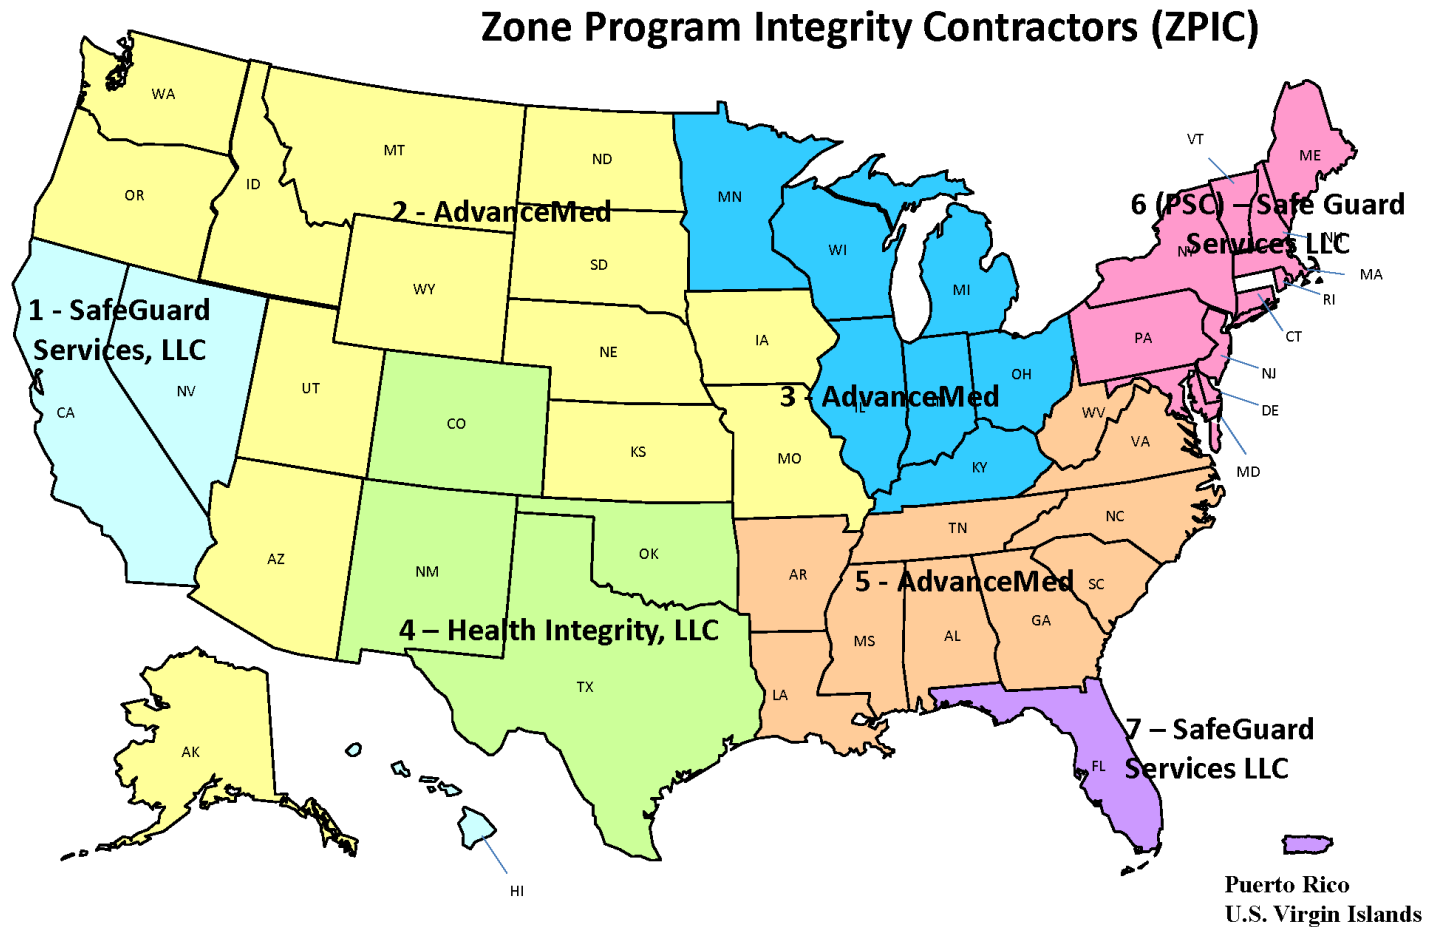 Zone Program Integrity Contractors (ZPIC)
WA
VT
MT
ME
ND
ID
OR
MN
2 - AdvanceMed
6 (PSC) – Safe Guard
Services LLC
NH
NY
WI
SD
MA
WY
MI
RI
1 - SafeGuard
Services, LLC
CT
PA
IA
NE
NJ
OH
UT
NV
3 - AdvanceMed
IL
DE
CA
WV
CO
VA
KS
MO
KY
MD
NC
TN
OK
AZ
NM
AR
5 - AdvanceMed
SC
GA
4 – Health Integrity, LLC
AL
MS
TX
LA
7 – SafeGuard
Services LLC
AK
FL
HI
Puerto Rico
U.S. Virgin Islands